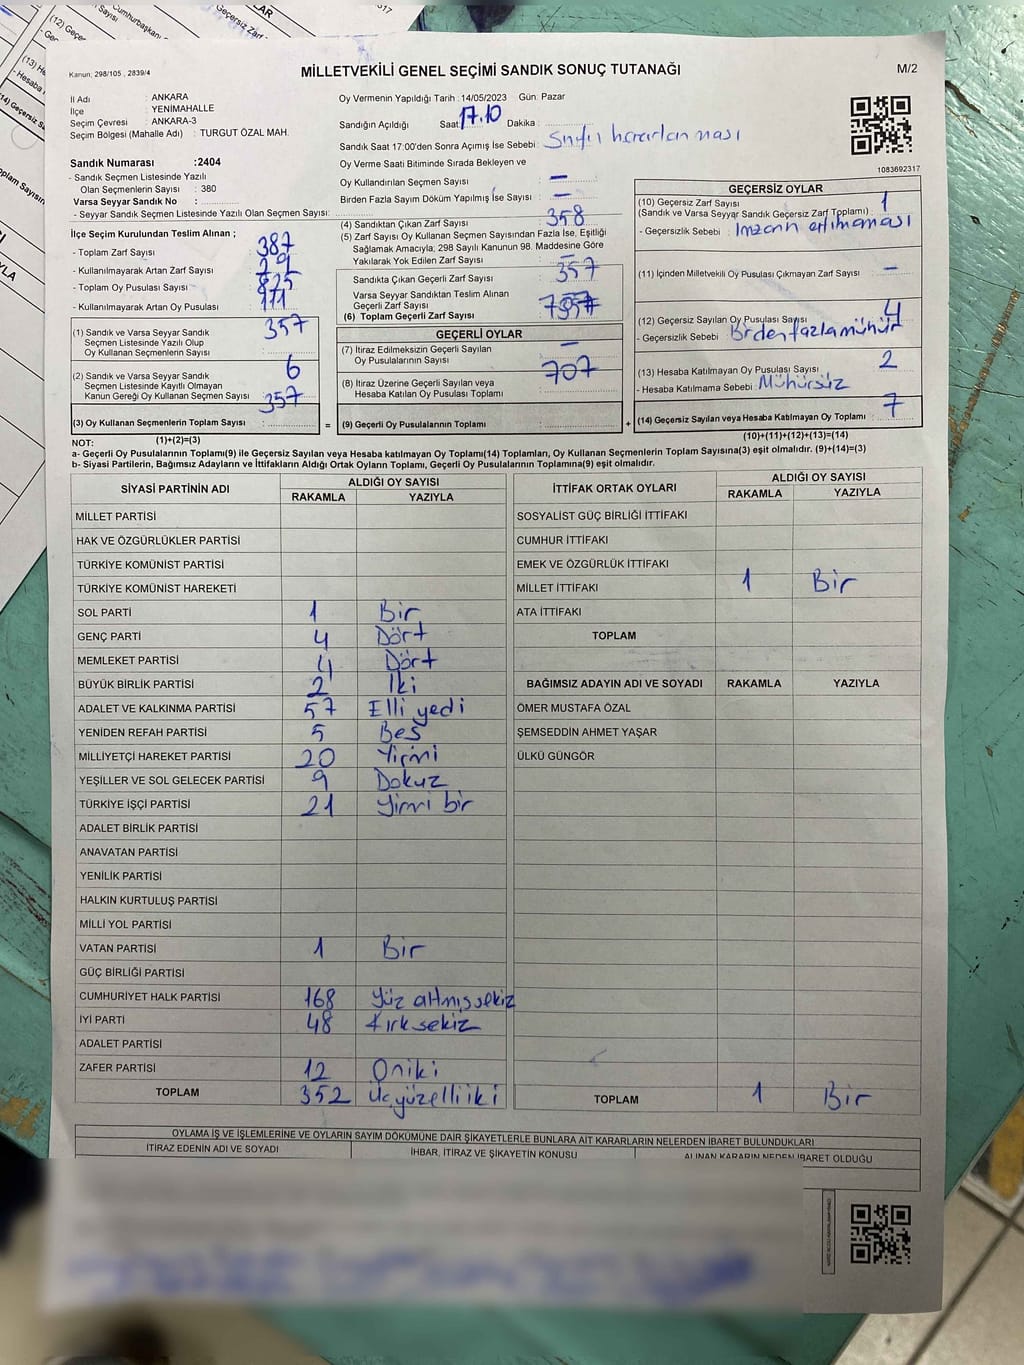 (12) Geçersiz
Cumhurbaşkanı
Geçersiz Zarf
Kanun: 298/105 , 2839/4
MİLLETVEKİLİ GENEL SEÇİMİ SANDIK SONUÇ TUTANAĞI
M/2
İl Adı : ANKARA
İlçe : YENİMAHALLE
Seçim Çevresi : ANKARA-3
Seçim Bölgesi (Mahalle Adı) : TURGUT ÖZAL MAH.
Oy Vermenin Yapıldığı Tarih : 14/05/2023 Gün: Pazar
Sandığın Açıldığı Saat 17.10 Dakika :
Sandık Saat 17:00'den Sonra Açımış İse Sebebi : Sınfıı hararlan ması
Oy Verme Saati Bitiminde Sırada Bekleyen ve
Oy Kullandırılan Seçmen Sayısı : —
Birden Fazla Sayım Döküm Yapılmış İse Sayısı : —
1083692317
Sandık Numarası :2404
- Sandık Seçmen Listesinde Yazılı
Olan Seçmenlerin Sayısı : 380
Varsa Seyyar Sandık No :
- Seyyar Sandık Seçmen Listesinde Yazılı Olan Seçmen Sayısı:
İlçe Seçim Kurulundan Teslim Alınan ;
- Toplam Zarf Sayısı : 387
- Kullanılmayarak Artan Zarf Sayısı :
- Toplam Oy Pusulası Sayısı : 825
- Kullanılmayarak Artan Oy Pusulası :
(1) Sandık ve Varsa Seyyar Sandık 357
Seçmen Listesinde Yazılı Olup
Oy Kullanan Seçmenlerin Sayısı
(2) Sandık ve Varsa Seyyar Sandık 6
Seçmen Listesinde Kayıtlı Olmayan
Kanun Gereği Oy Kullanan Seçmen Sayısı
(3) Oy Kullanan Seçmenlerin Toplam Sayısı : 357
(1)+(2)=(3)
(4) Sandıktan Çıkan Zarf Sayısı : 358
(5) Zarf Sayısı Oy Kullanan Seçmen Sayısından Fazla İse, Eşitliği
Sağlamak Amacıyla, 298 Sayılı Kanunun 98. Maddesine Göre
Yakılarak Yok Edilen Zarf Sayısı : —
Sandıkta Çıkan Geçerli Zarf Sayısı : 357
Varsa Seyyar Sandıktan Teslim Alınan
Geçerli Zarf Sayısı
(6) Toplam Geçerli Zarf Sayısı
GEÇERLİ OYLAR
(7) İtiraz Edilmeksizin Geçerli Sayılan —
Oy Pusulalarının Sayısı
(8) İtiraz Üzerine Geçerli Sayılan veya 707
Hesaba Katılan Oy Pusulası Toplamı
= (9) Geçerli Oy Pusulalarının Toplamı : +
GEÇERSİZ OYLAR
(10) Geçersiz Zarf Sayısı 1
(Sandık ve Varsa Seyyar Sandık Geçersiz Zarf Toplamı)
- Geçersizlik Sebebi :
(11) İçinden Milletvekili Oy Pusulası Çıkmayan Zarf Sayısı : —
(12) Geçersiz Sayılan Oy Pusulası Sayısı 4
- Geçersizlik Sebebi : Birden fazla mühür
(13) Hesaba Katılmayan Oy Pusulası Sayısı : 2
- Hesaba Katılmama Sebebi : Mühürsüz
(14) Geçersiz Sayılan veya Hesaba Katılmayan Oy Toplamı : 7
(10)+(11)+(12)+(13)=(14)
NOT:
a- Geçerli Oy Pusulalarının Toplamı(9) ile Geçersiz Sayılan veya Hesaba katılmayan Oy Toplamı(14) Toplamları, Oy Kullanan Seçmenlerin Toplam Sayısına(3) eşit olmalıdır. (9)+(14)=(3)
b- Siyasi Partilerin, Bağımsız Adayların ve İttifakların Aldığı Ortak Oyların Toplamı, Geçerli Oy Pusulalarının Toplamına(9) eşit olmalıdır.
SİYASİ PARTİNİN ADI ALDIĞI OY SAYISI
RAKAMLA YAZIYLA
MİLLET PARTİSİ
HAK VE ÖZGÜRLÜKLER PARTİSİ
TÜRKİYE KOMÜNİST PARTİSİ
TÜRKİYE KOMÜNİST HAREKETİ
SOL PARTİ 1 Bir
GENÇ PARTİ 4 Dört
MEMLEKET PARTİSİ 4 Dört
BÜYÜK BİRLİK PARTİSİ 2 İki
ADALET VE KALKINMA PARTİSİ 57 Elli yedi
YENİDEN REFAH PARTİSİ 5 Beş
MİLLİYETÇİ HAREKET PARTİSİ 20 Yirmi
YEŞİLLER VE SOL GELECEK PARTİSİ 9 Dokuz
TÜRKİYE İŞÇİ PARTİSİ 21 Yirmi bir
ADALET BİRLİK PARTİSİ
ANAVATAN PARTİSİ
YENİLİK PARTİSİ
HALKIN KURTULUŞ PARTİSİ
MİLLİ YOL PARTİSİ
VATAN PARTİSİ 1 Bir
GÜÇ BİRLİĞİ PARTİSİ
CUMHURİYET HALK PARTİSİ 168 Yüz altmış sekiz
İYİ PARTİ 48 Kırk sekiz
ADALET PARTİSİ
ZAFER PARTİSİ 12 Oniki
TOPLAM 352 Üçyüzelliiki
İTTİFAK ORTAK OYLARI ALDIĞI OY SAYISI
RAKAMLA YAZIYLA
SOSYALİST GÜÇ BİRLİĞİ İTTİFAKI
CUMHUR İTTİFAKI
EMEK VE ÖZGÜRLÜK İTTİFAKI
MİLLET İTTİFAKI 1 Bir
ATA İTTİFAKI
TOPLAM
BAĞIMSIZ ADAYIN ADI VE SOYADI RAKAMLA YAZIYLA
ÖMER MUSTAFA ÖZAL
ŞEMSEDDİN AHMET YAŞAR
ÜLKÜ GÜNGÖR
TOPLAM 1 Bir
OYLAMA İŞ VE İŞLEMLERİNE VE OYLARIN SAYIM DÖKÜMÜNE DAİR ŞİKAYETLERLE BUNLARA AİT KARARLARIN NELERDEN İBARET BULUNDUKLARI
İTİRAZ EDENİN ADI VE SOYADI İHBAR, İTİRAZ VE ŞİKAYETİN KONUSU ALINAN KARARIN NEDEN İBARET OLDUĞU